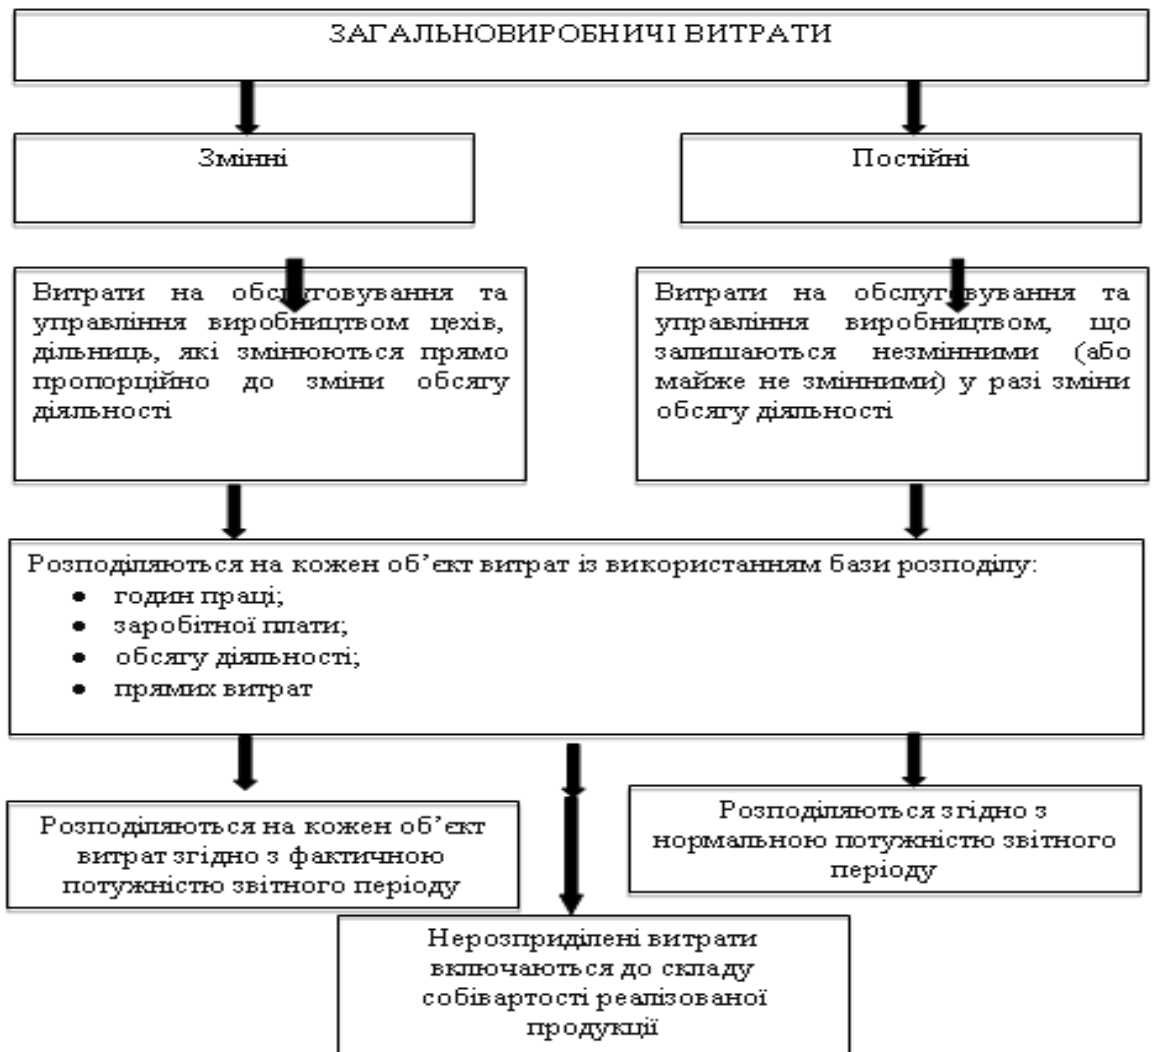 ЗАГАЛЬНОВИРОБНИЧІ ВИТРАТИ
Змінні
Постійні
Витрати на обслуговування та
управління виробництвом цехів,
дільниць, які змінюються прямо
пропорційно до зміни обсягу
діяльності
Витрати на обслуговування та
управління виробництвом, що
залишаються незмінними (або
майже не змінними) у разі зміни
обсягу діяльності
Розподіляються на кожен об’єкт витрат із використанням бази розподілу:
• годин праці;
• заробітної плати;
• обсягу діяльності;
• прямих витрат
Розподіляються на кожен об’єкт
витрат згідно з фактичною
потужністю звітного періоду
Розподіляються згідно з
нормальною потужністю звітного
періоду
Нерозприділені витрати
включаються до складу
собівартості реалізованої
продукції